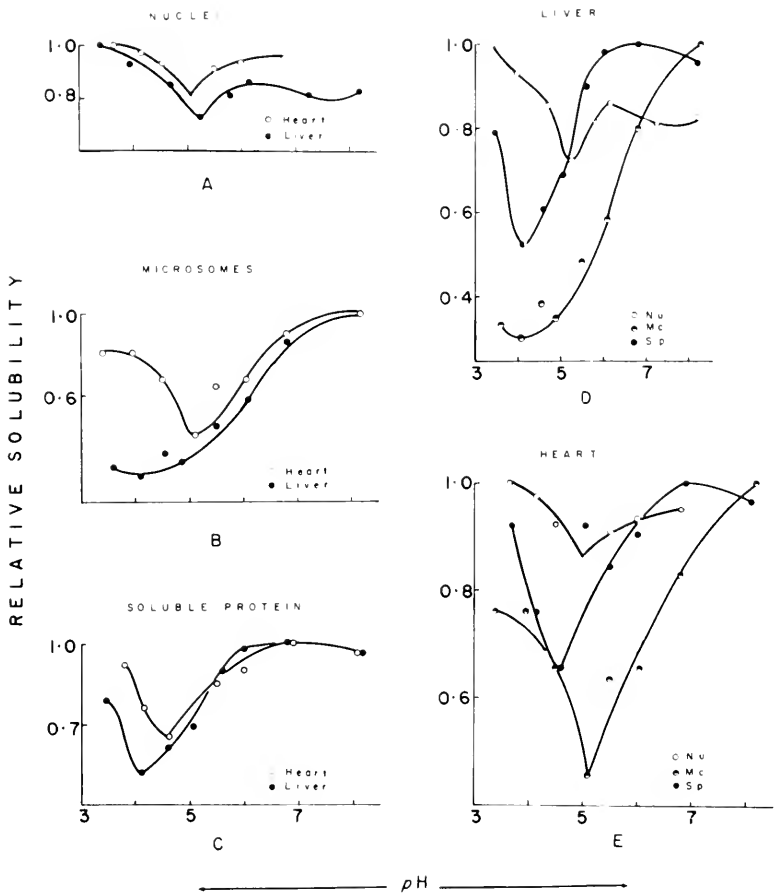 RELATIVE SOLUBILITY
NUCLE
1.0
0.8
Heart
Liver
A
MICROSOMES
1.0
0.6
Heart
Liver
B
SOLUBLE PROTEIN
1.0
0.7
Heart
Liver
3 5 7
C
LIVER
1.0
0.8
0.6
0.4
Nu
Mc
Sp
3 5 7
D
HEART
1.0
0.8
0.6
Nu
Mc
Sp
3 5 7
E
pH